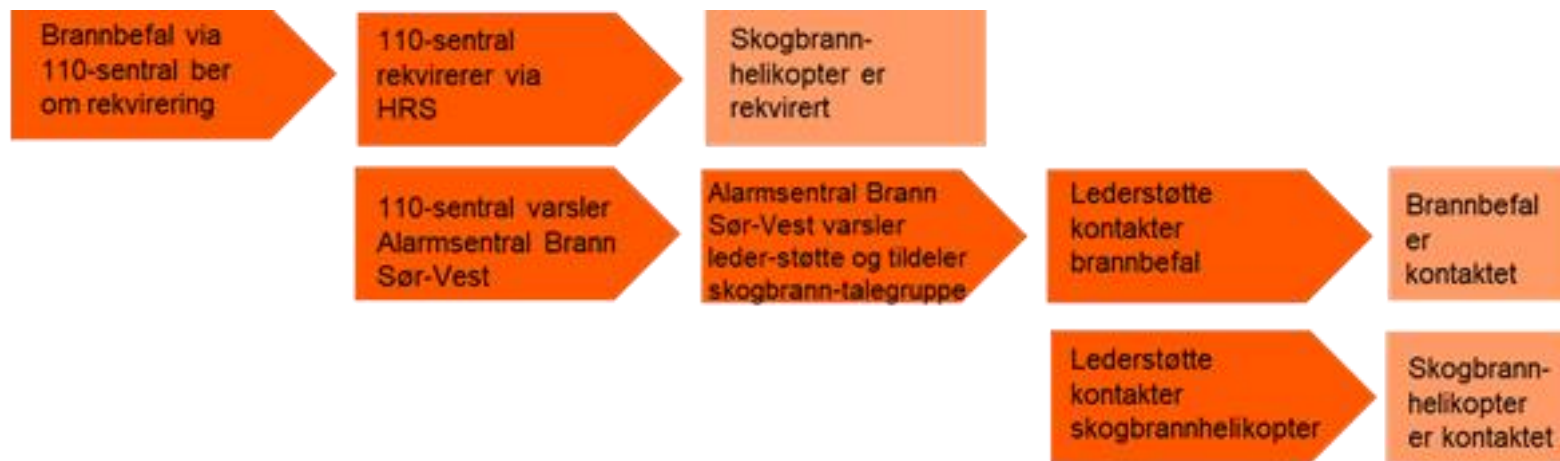 Brannbefal via
110-sentral ber
om rekvirering
110-sentral
rekvirerer via
HRS
Skogbrann-
helikopter er
rekvirert
110-sentral varsler
Alarmsentral Brann
Sør-Vest
Alarmsentral Brann
Sør-Vest varsler
leder-støtte og tildeler
skogbrann-talegruppe
Lederstøtte
kontakter
brannbefal
Brannbefal
er
kontaktet
Lederstøtte
kontakter
skogbrannhelikopter
Skogbrann-
helikopter
er kontaktet